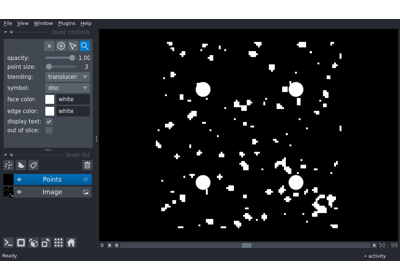 File View Window Plugins Help
layer controls
opacity: 1.00
point size: 3
blending: translucen
symbol: disc
face color: white
edge color: white
display text:
out of slice:
layer list
Points
Image
0 50 99
Ready activity